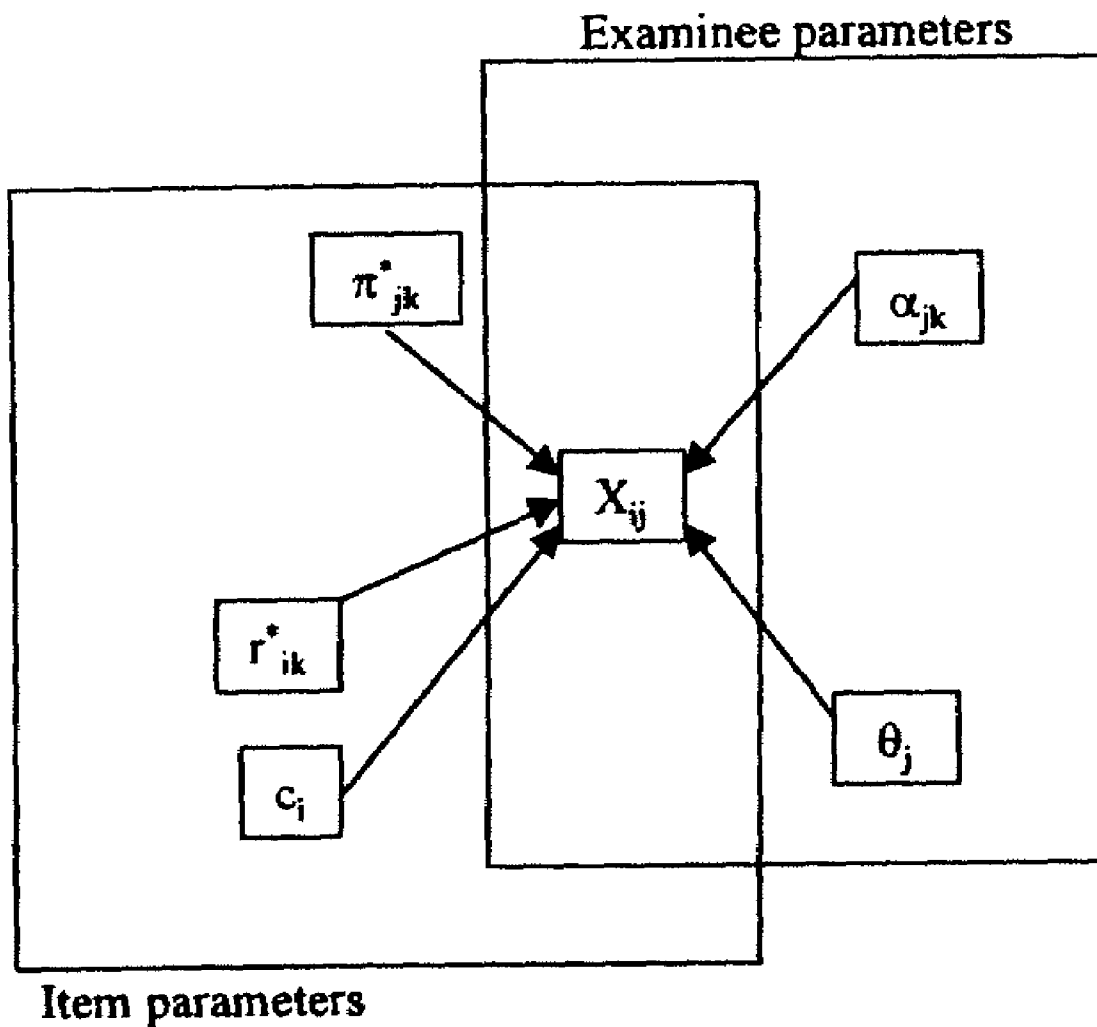 Examinee parameters
π*jk
αjk
Xij
r*ik
θj
ci
Item parameters